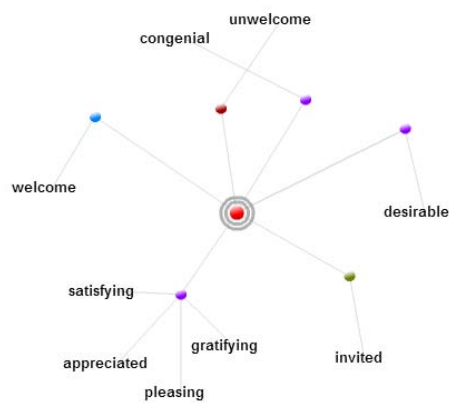 unwelcome
congenial
welcome
desirable
satisfying
gratifying
appreciated
invited
pleasing